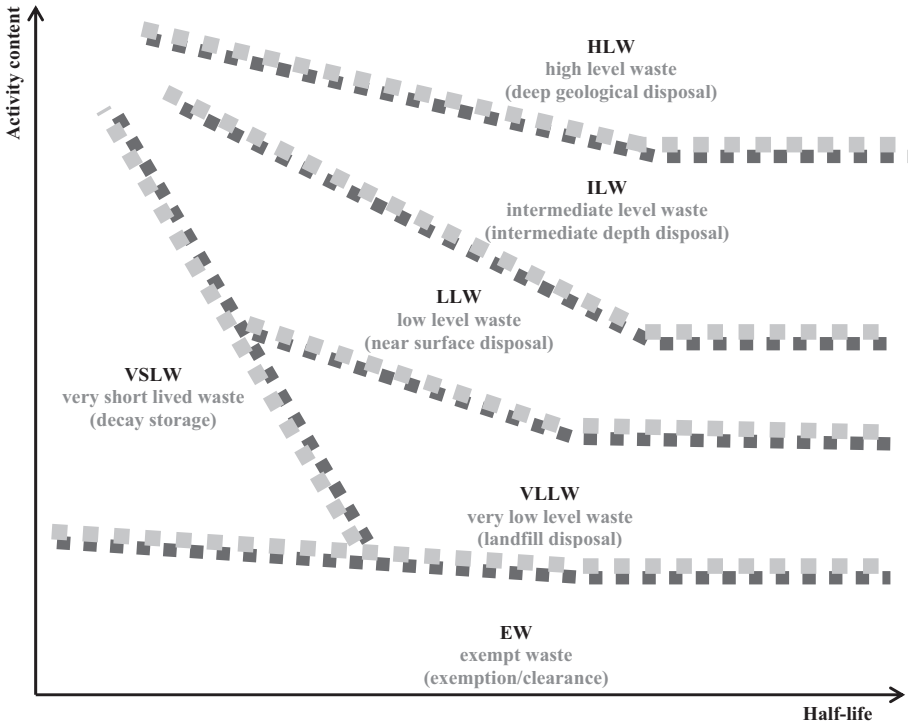 Activity content
HLW
high level waste
(deep geological disposal)
ILW
intermediate level waste
(intermediate depth disposal)
LLW
low level waste
(near surface disposal)
VSLW
very short lived waste
(decay storage)
VLLW
very low level waste
(landfill disposal)
EW
exempt waste
(exemption/clearance)
Half-life